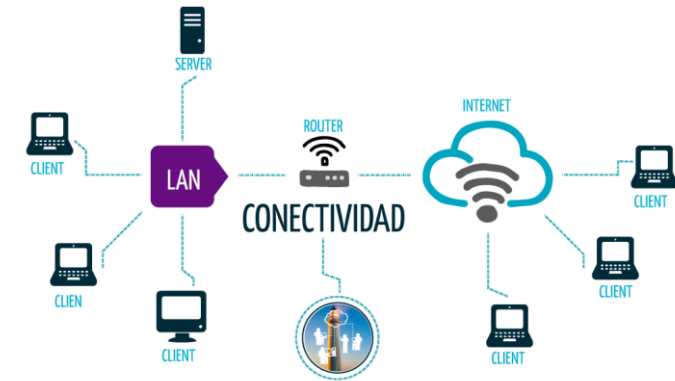 SERVER
INTERNET
ROUTER
CLIENT
LAN
CLIENT
CONECTIVIDAD
CLIEN
CLIENT
CLIENT
CLIENT